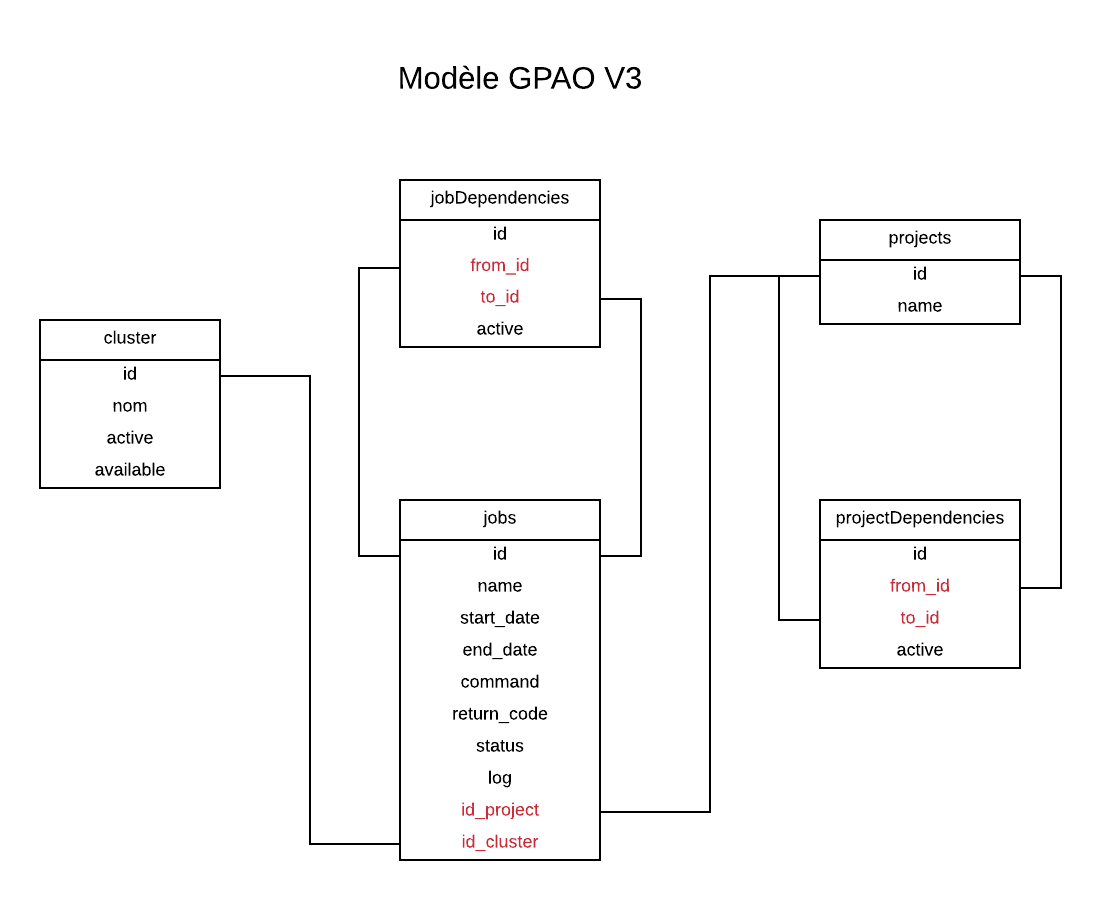 Modèle GPAO V3
cluster
id
nom
active
available
jobDependencies
id
from_id
to_id
active
jobs
id
name
start_date
end_date
command
return_code
status
log
id_project
id_cluster
projects
id
name
projectDependencies
id
from_id
to_id
active